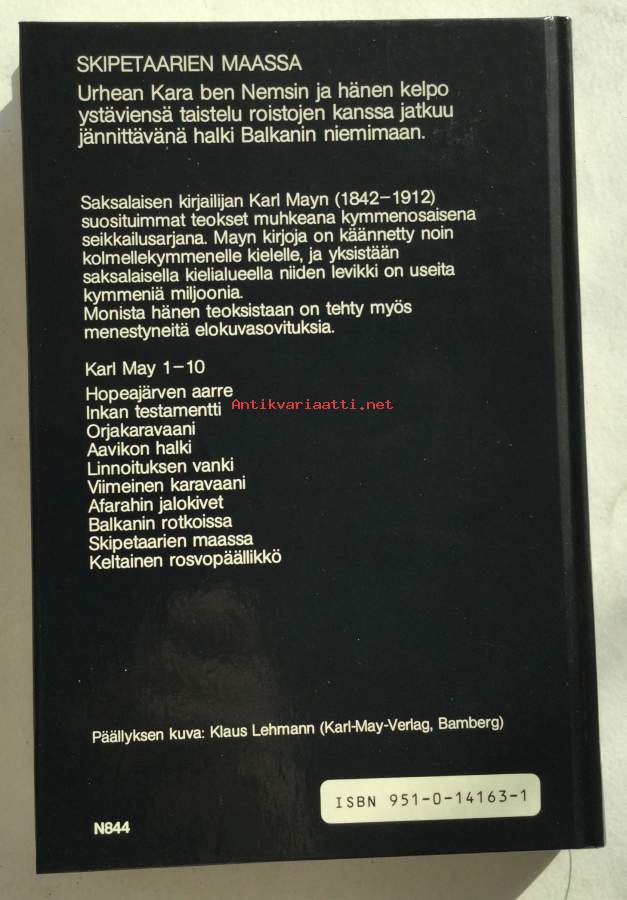 SKIPETAARIEN MAASSA
Urhean Kara ben Nemsin ja hänen kelpo
ystäviensä taistelu roistojen kanssa jatkuu
jännittävänä halki Balkanin niemimaan.
Saksalaisen kirjailijan Karl Mayn (1842–1912)
suosituimmat teokset muhkeana kymmenosaisena
seikkailusarjana. Mayn kirjoja on käännetty noin
kolmellekymmenelle kielelle, ja yksistään
saksalaisella kielialueella niiden levikki on useita
kymmeniä miljoonia.
Monista hänen teoksistaan on tehty myös
menestyneitä elokuvasovituksia.
Karl May 1–10
Hopeajärven aarre
Inkan testamentti
Antikvariaatti.net
Orjakaravaani
Aavikon halki
Linnoituksen vanki
Viimeinen karavaani
Afarahin jalokivet
Balkanin rotkoissa
Skipetaarien maassa
Keltainen rosvopäällikkö
Päällyksen kuva: Klaus Lehmann (Karl-May-Verlag, Bamberg)
ISBN 951-0-14163-1
N844